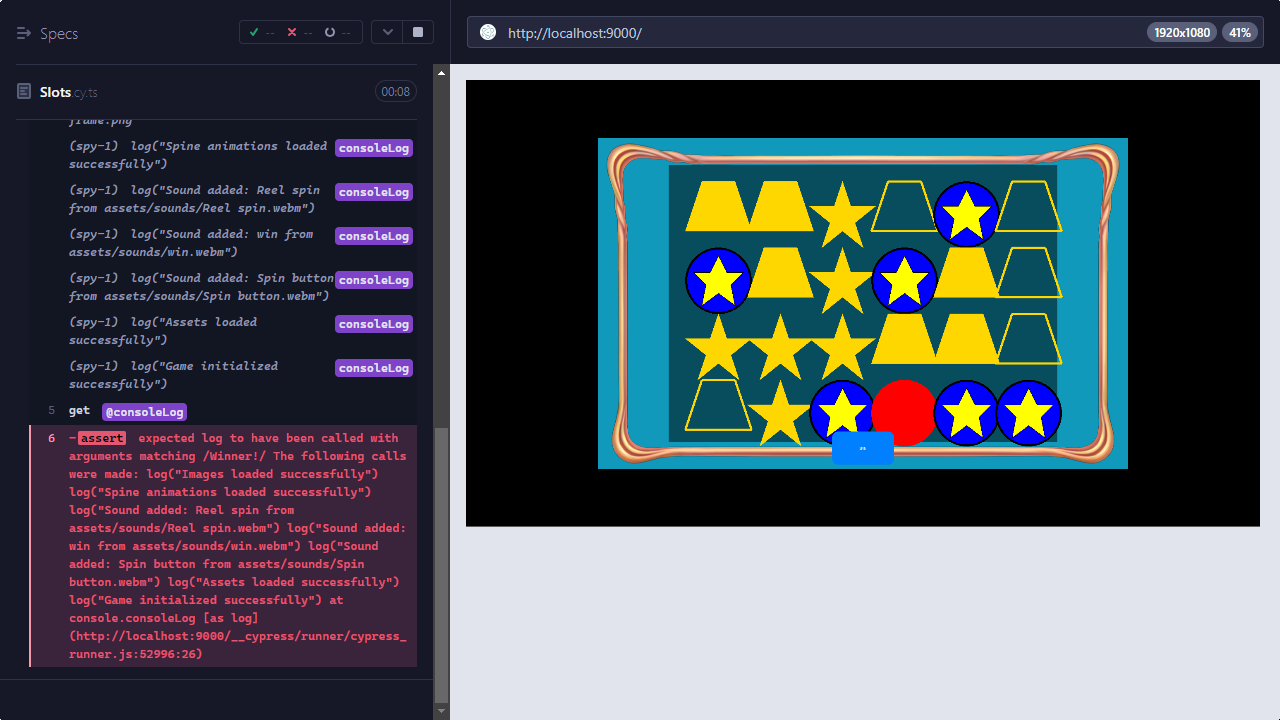 Specs
-- -- --
http://localhost:9000/
1920x1080
41%
Slots.cy.ts
00:08
frame.png
(spy-1) log("Spine animations loaded consoleLog
successfully")
(spy-1) log("Sound added: Reel spin consoleLog
from assets/sounds/Reel spin.webm")
(spy-1) log("Sound added: win from consoleLog
assets/sounds/win.webm")
(spy-1) log("Sound added: Spin button consoleLog
from assets/sounds/Spin button.webm")
(spy-1) log("Assets loaded consoleLog
successfully")
(spy-1) log("Game initialized consoleLog
successfully")
5 get @consoleLog
6 -assert expected log to have been called with
arguments matching /Winner!/ The following calls
were made: log("Images loaded successfully")
log("Spine animations loaded successfully")
log("Sound added: Reel spin from
assets/sounds/Reel spin.webm") log("Sound added:
win from assets/sounds/win.webm") log("Sound
added: Spin button from assets/sounds/Spin
button.webm") log("Assets loaded successfully")
log("Game initialized successfully") at
console.consoleLog [as log]
(http://localhost:9000/__cypress/runner/cypress_
runner.js:52996:26)